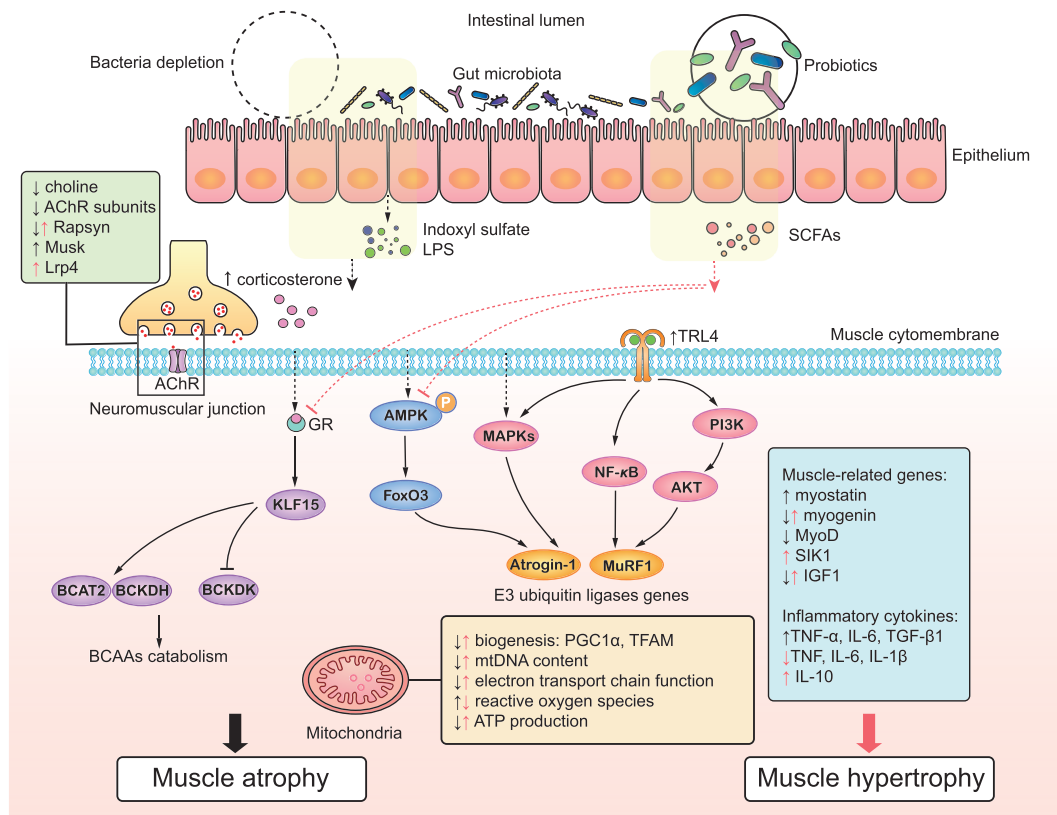 Intestinal lumen
Bacteria depletion
Gut microbiota
Probiotics
Epithelium
↓ choline
↓ AChR subunits
↓↑ Rapsyn
↑ Musk
↑ Lrp4
Indoxyl sulfate
LPS
SCFAs
↑ corticosterone
↑TRL4
Muscle cytomembrane
AChR
Neuromuscular junction
GR
AMPK
P
MAPKs
PI3K
NF-κB
AKT
KLF15
FoxO3
Atrogin-1
MuRF1
E3 ubiquitin ligases genes
BCAT2
BCKDH
BCKDK
BCAAs catabolism
Muscle-related genes:
↑ myostatin
↓↑ myogenin
↓ MyoD
↑ SIK1
↓↑ IGF1
Inflammatory cytokines:
↑TNF-α, IL-6, TGF-β1
↓TNF, IL-6, IL-1β
↑ IL-10
Mitochondria
↓↑ biogenesis: PGC1α, TFAM
↓↑ mtDNA content
↓↑ electron transport chain function
↑↓ reactive oxygen species
↓↑ ATP production
Muscle atrophy
Muscle hypertrophy